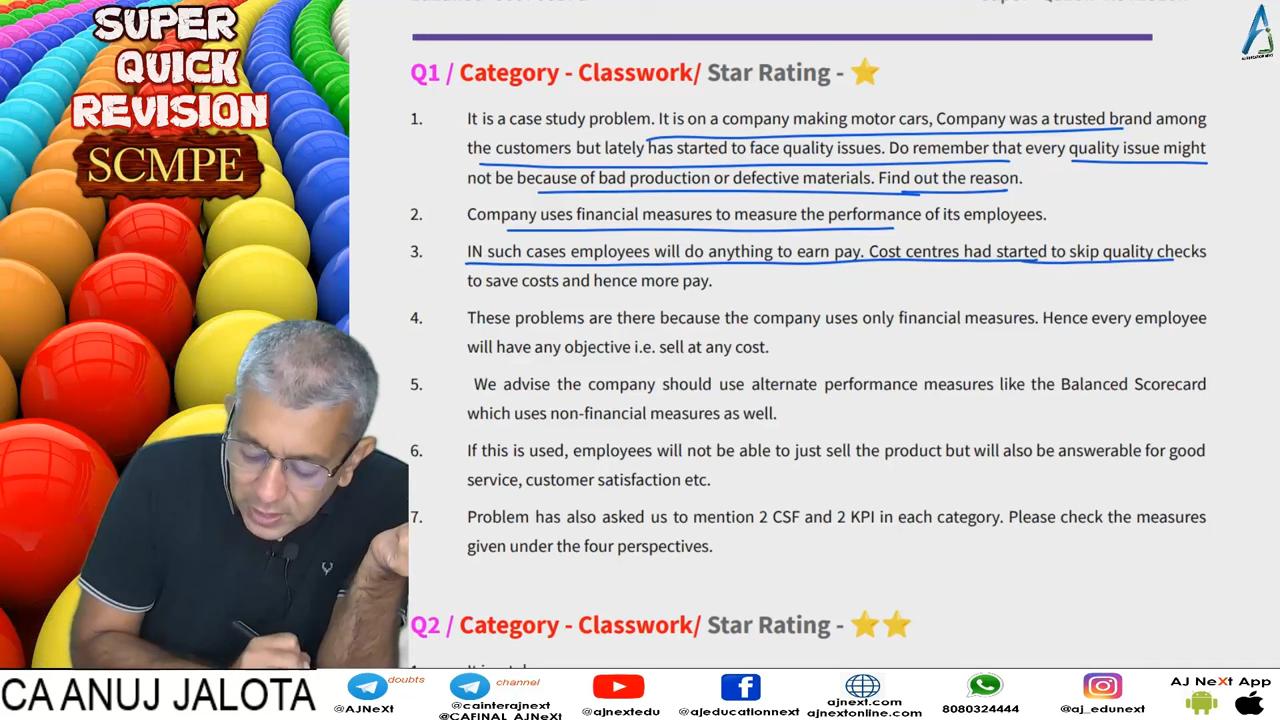 SUPER
QUICK
REVISION
SCMPE
Q1 / Category - Classwork/ Star Rating -
1. It is a case study problem. It is on a company making motor cars, Company was a trusted brand among
the customers but lately has started to face quality issues. Do remember that every quality issue might
not be because of bad production or defective materials. Find out the reason.
2. Company uses financial measures to measure the performance of its employees.
3. IN such cases employees will do anything to earn pay. Cost centres had started to skip quality checks
to save costs and hence more pay.
4. These problems are there because the company uses only financial measures. Hence every employee
will have any objective i.e. sell at any cost.
5. We advise the company should use alternate performance measures like the Balanced Scorecard
which uses non-financial measures as well.
6. If this is used, employees will not be able to just sell the product but will also be answerable for good
service, customer satisfaction etc.
7. Problem has also asked us to mention 2 CSF and 2 KPI in each category. Please check the measures
given under the four perspectives.
Q2 / Category - Classwork/ Star Rating -
CA ANUJ JALOTA
doubts
@AJNeXt
channel
@cainterajnext
@CAFINAL_AJNeXt
@ajnextedu
@ajeducationnext
ajnext.com
ajnextonline.com
8080324444
@aj_edunext
AJ NeXt App